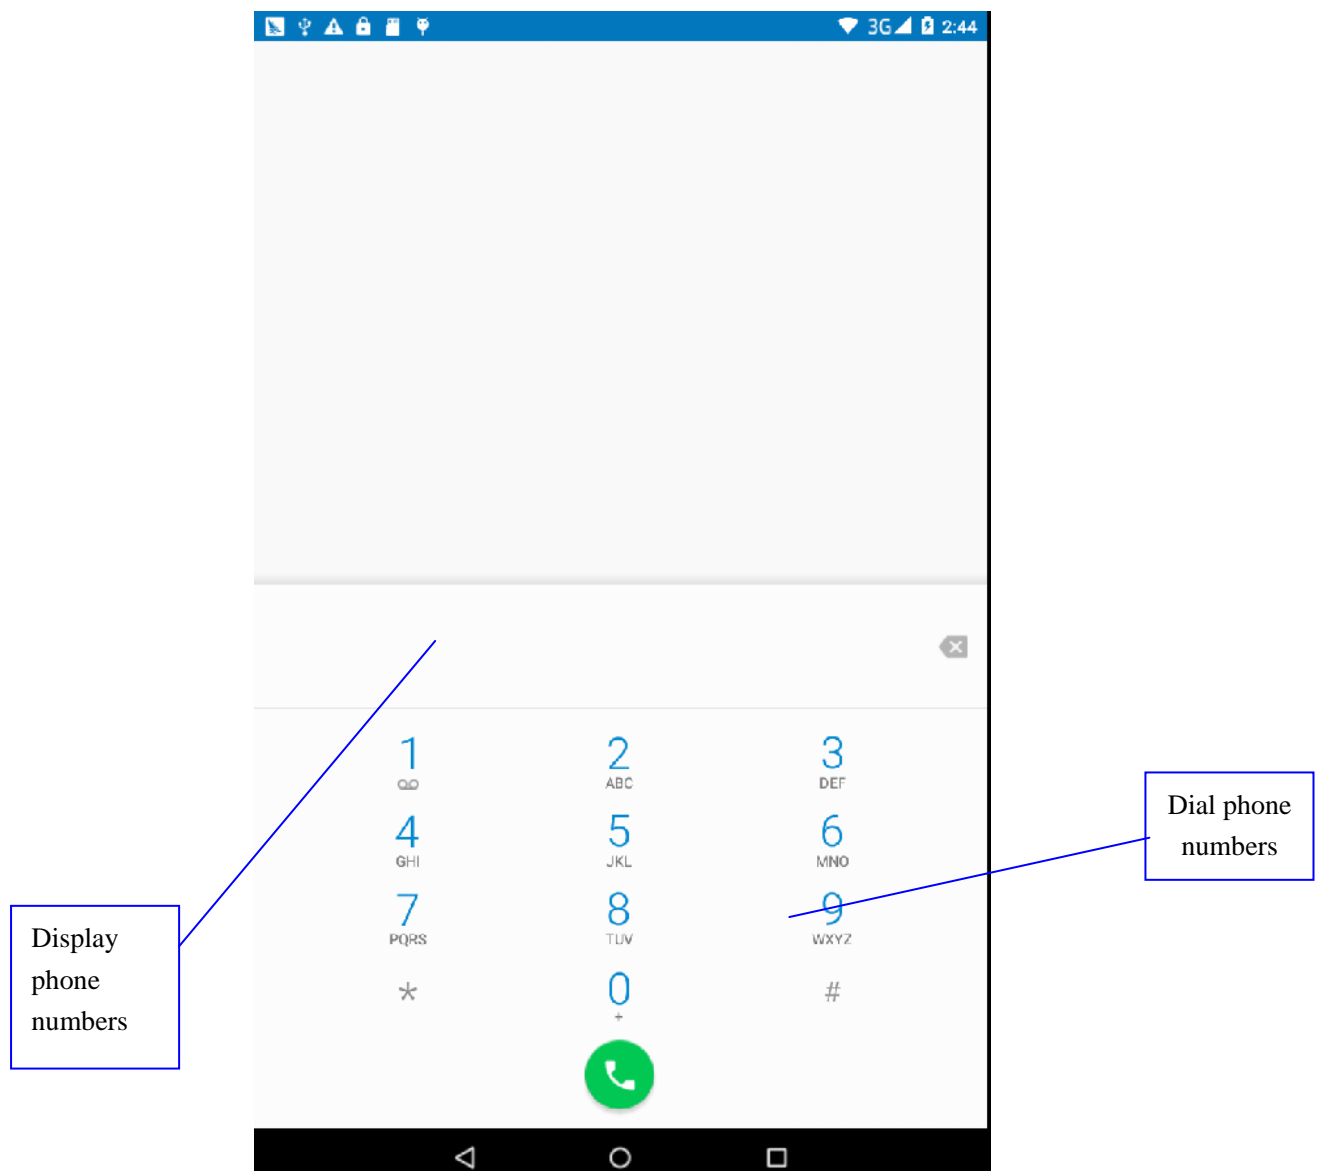 3G 2:44
1 2 3
ABC DEF
4 5 6
GHI JKL MNO
7 8 9
PQRS TUV WXYZ
* 0 #
+
Display
phone
numbers
Dial phone
numbers